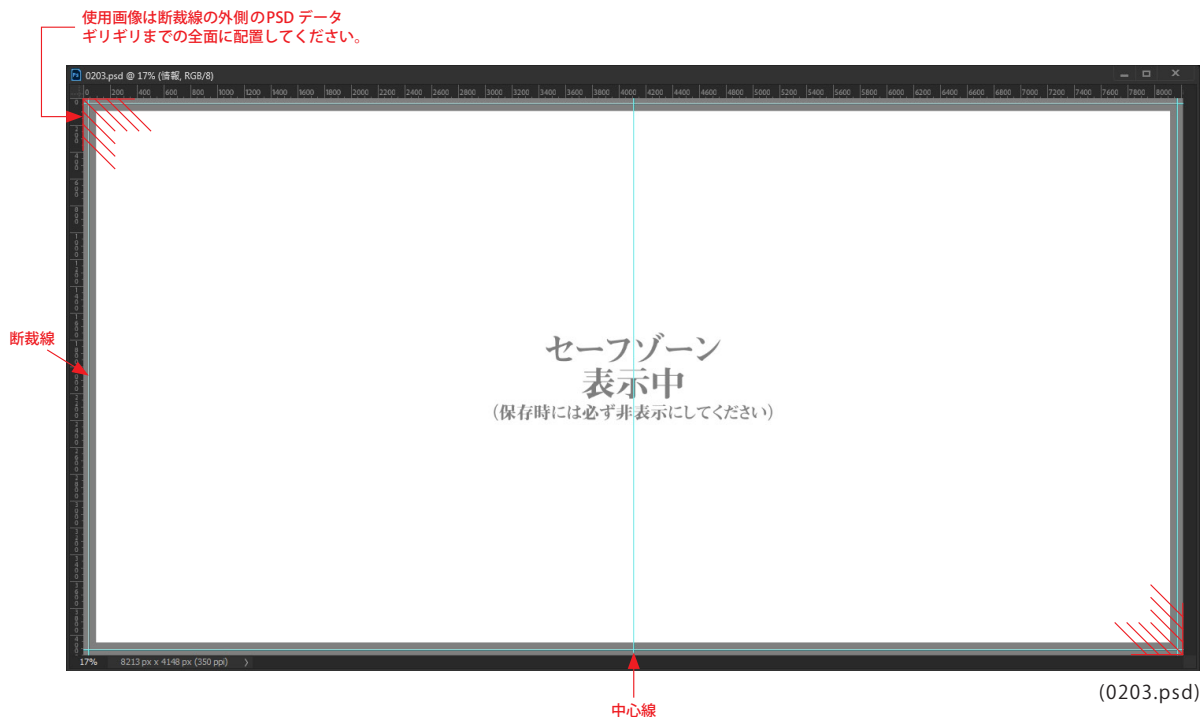 使用画像は断裁線の外側のPSD データ
ギリギリまでの全面に配置してください。
0203.psd @ 17% (情報, RGB/8)
0 200 400 600 800 1000 1200 1400 1600 1800 2000 2200 2400 2600 2800 3000 3200 3400 3600 3800 4000 4200 4400 4600 4800 5000 5200 5400 5600 5800 6000 6200 6400 6600 6800 7000 7200 7400 7600 7800 8000
断裁線
セーフゾーン
表示中
(保存時には必ず非表示にしてください)
17% 8213 px x 4148 px (350 ppi)
(0203.psd)
中心線